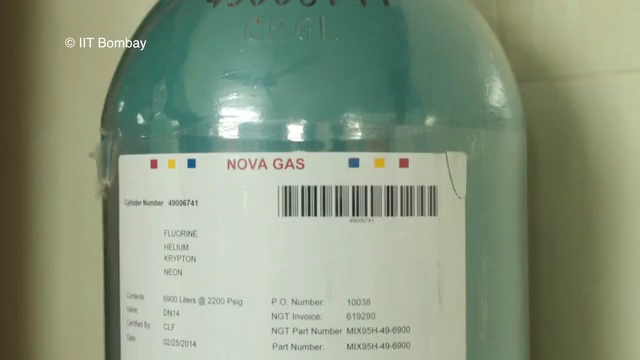 49006741
CRGL
© IIT Bombay
NOVA GAS
Cylinder Number 49006741
49006741
FLUORINE
HELIUM
KRYPTON
NEON
Contents: 6900 Liters @ 2200 Psig
Valve: DN14
Certified By: CLF
Date: 02/25/2014
P.O. Number: 10038
NGT Invoice: 619290
NGT Part Number MIX95H-49-6900
Part Number: MIX95H-49-6900